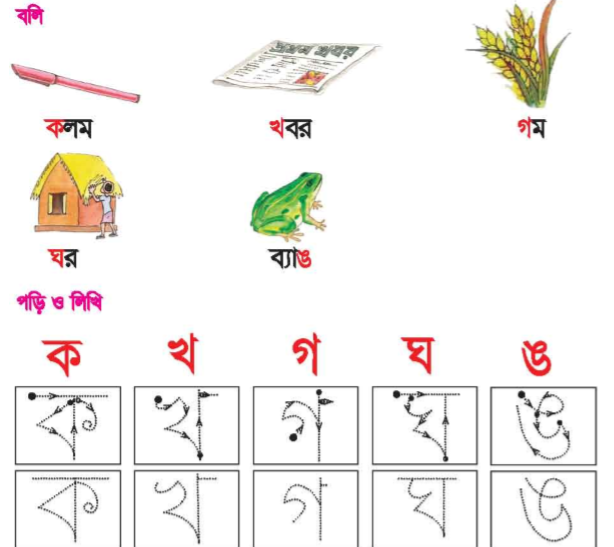 বলি
কলম খবর গম
ঘর ব্যাঙ
পড়ি ও লিখি
ক খ গ ঘ ঙ
ক খ গ ঘ ঙ
ক খ গ ঘ ঙ